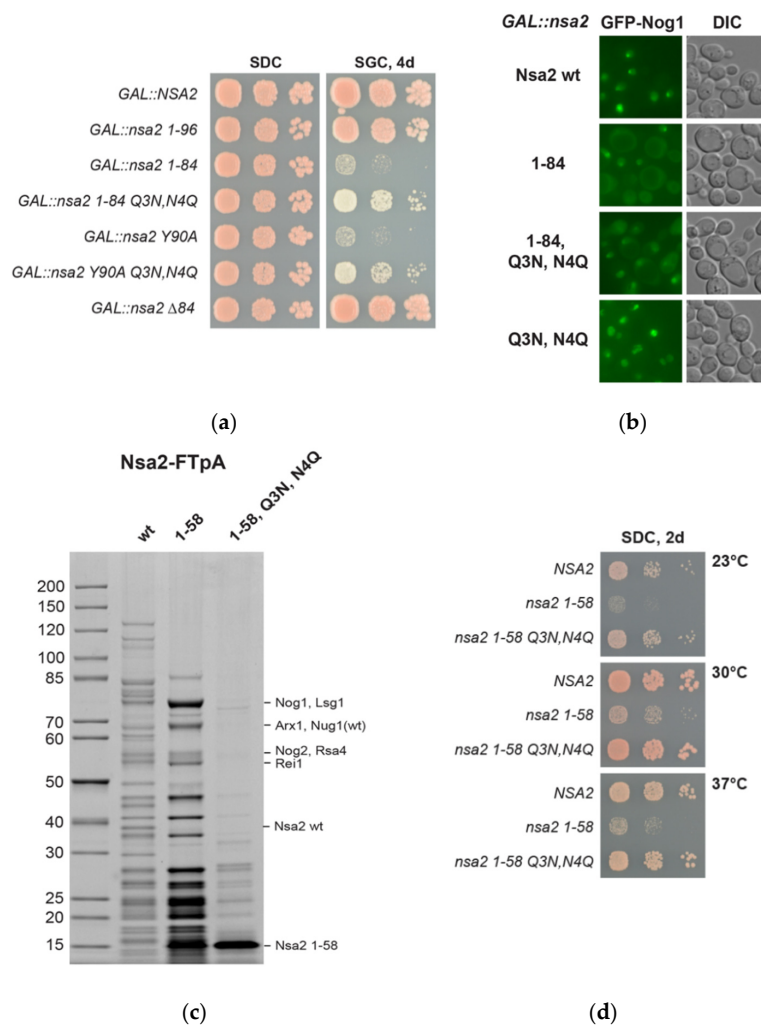 SDC
SGC, 4d
GAL::NSA2
GAL::nsa2 1-96
GAL::nsa2 1-84
GAL::nsa2 1-84 Q3N,N4Q
GAL::nsa2 Y90A
GAL::nsa2 Y90A Q3N,N4Q
GAL::nsa2 Δ84
(a)
GAL::nsa2 GFP-Nog1 DIC
Nsa2 wt
1-84
1-84,
Q3N, N4Q
Q3N, N4Q
(b)
Nsa2-FTpA
wt
1-58
1-58, Q3N, N4Q
200
150
120
100
85
70
60
50
40
30
25
20
15
Nog1, Lsg1
Arx1, Nug1(wt)
Nog2, Rsa4
Rei1
Nsa2 wt
Nsa2 1-58
(c)
SDC, 2d
NSA2 23°C
nsa2 1-58
nsa2 1-58 Q3N,N4Q
NSA2 30°C
nsa2 1-58
nsa2 1-58 Q3N,N4Q
NSA2 37°C
nsa2 1-58
nsa2 1-58 Q3N,N4Q
(d)